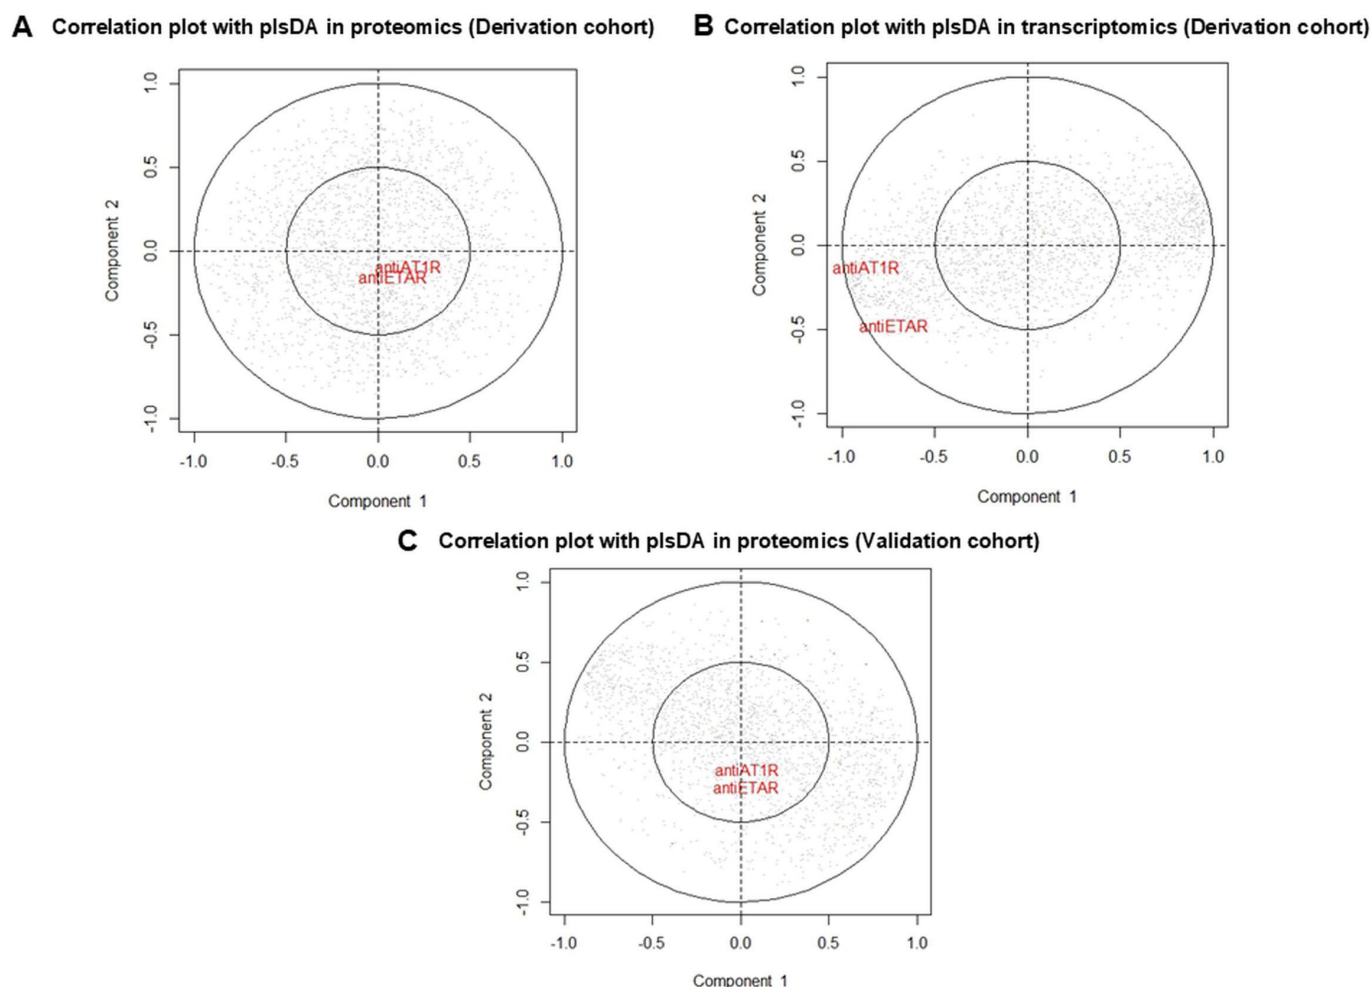 A Correlation plot with plsDA in proteomics (Derivation cohort)
1.0
0.5
0.0
-0.5
-1.0
Component 2
antiAT1R
antiETAR
-1.0 -0.5 0.0 0.5 1.0
Component 1
B Correlation plot with plsDA in transcriptomics (Derivation cohort)
1.0
0.5
0.0
-0.5
-1.0
Component 2
antiAT1R
antiETAR
-1.0 -0.5 0.0 0.5 1.0
Component 1
C Correlation plot with plsDA in proteomics (Validation cohort)
1.0
0.5
0.0
-0.5
-1.0
Component 2
antiAT1R
antiETAR
-1.0 -0.5 0.0 0.5 1.0
Component 1